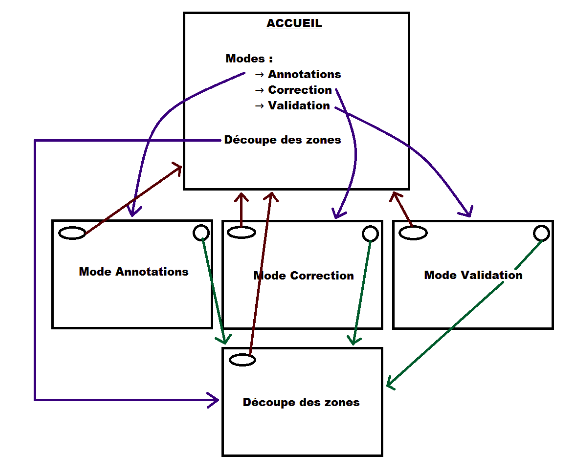 ACCUEIL
Modes :
→ Annotations
→ Correction
→ Validation
Découpe des zones
Mode Annotations
Mode Correction
Mode Validation
Découpe des zones